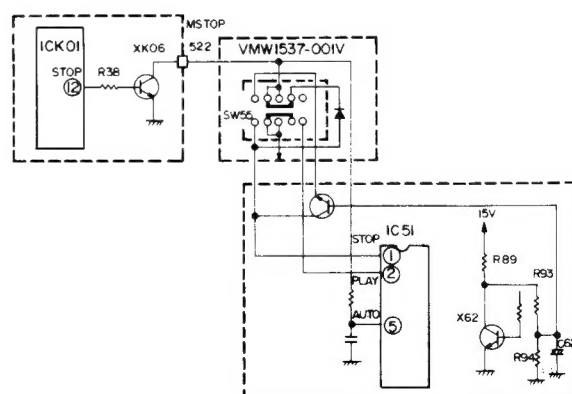 MSTOP
ICK01
XK06
522
VMW1537-001V
STOP
R38
12
SW55
STOP
IC51
15V
1
2
PLAY
R89
R93
AUTO
5
X62
R94
C62